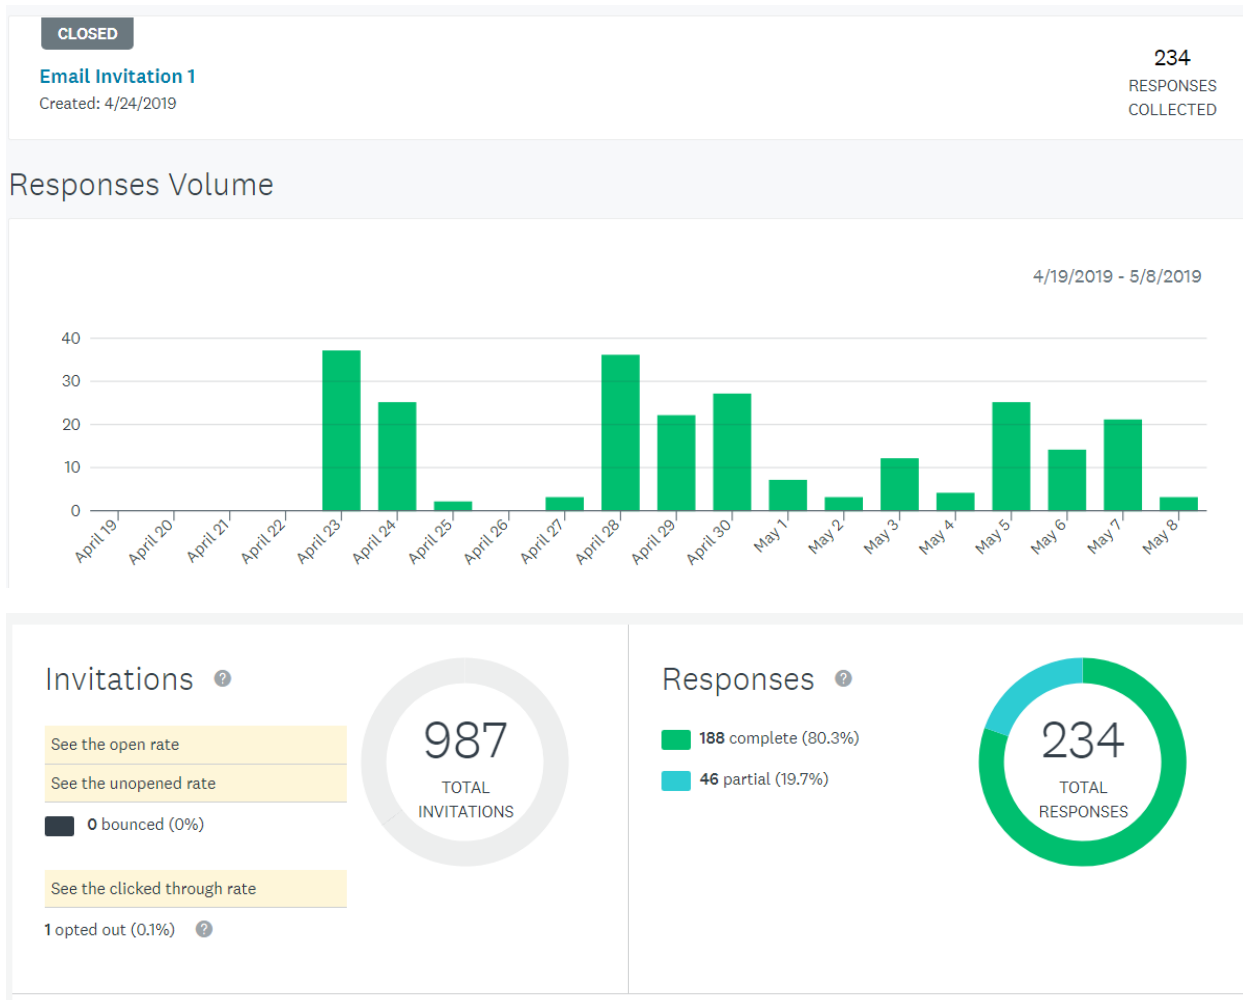 CLOSED
Email Invitation 1
Created: 4/24/2019
234
RESPONSES
COLLECTED
Responses Volume
4/19/2019 - 5/8/2019
40
30
20
10
0
April 19
April 20
April 21
April 22
April 23
April 24
April 25
April 26
April 27
April 28
April 29
April 30
May 1
May 2
May 3
May 4
May 5
May 6
May 7
May 8
Invitations ?
See the open rate
See the unopened rate
0 bounced (0%)
See the clicked through rate
1 opted out (0.1%) ?
987
TOTAL
INVITATIONS
Responses ?
188 complete (80.3%)
46 partial (19.7%)
234
TOTAL
RESPONSES